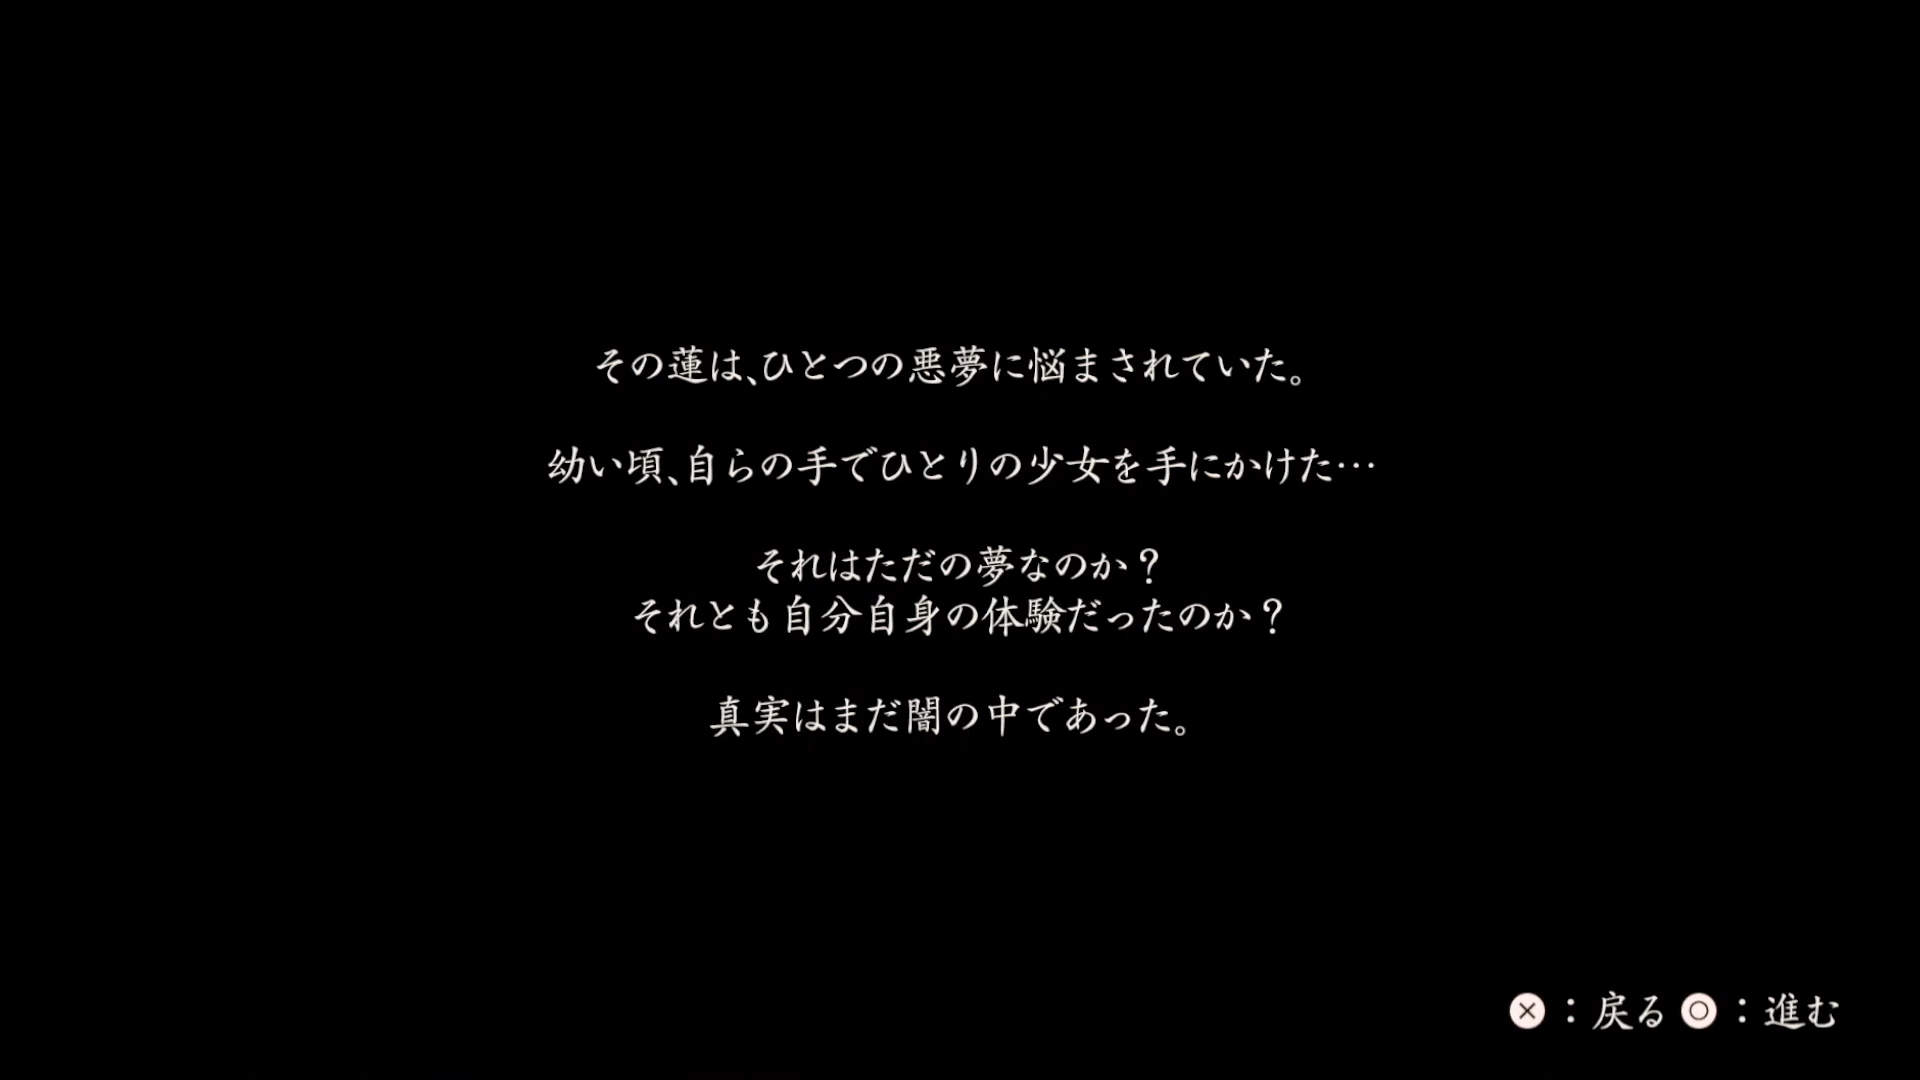 その蓮は、ひとつの悪夢に悩まされていた。
幼い頃、自らの手でひとりの少女を手にかけた…
それはただの夢なのか？
それとも自分自身の体験だったのか？
真実はまだ闇の中であった。
⊗：戻る ◎：進む